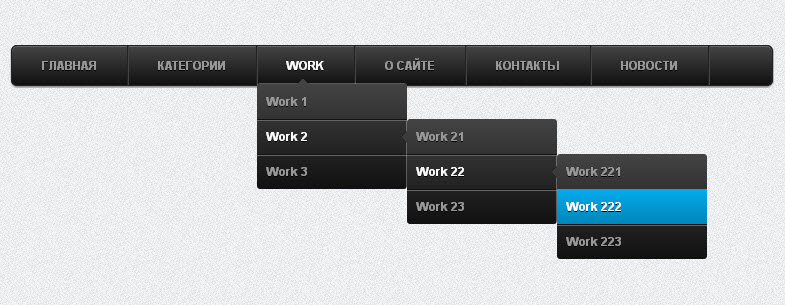 ГЛАВНАЯ КАТЕГОРИИ WORK О САЙТЕ КОНТАКТЫ НОВОСТИ
Work 1
Work 2 Work 21
Work 3 Work 22 Work 221
Work 23 Work 222
Work 223